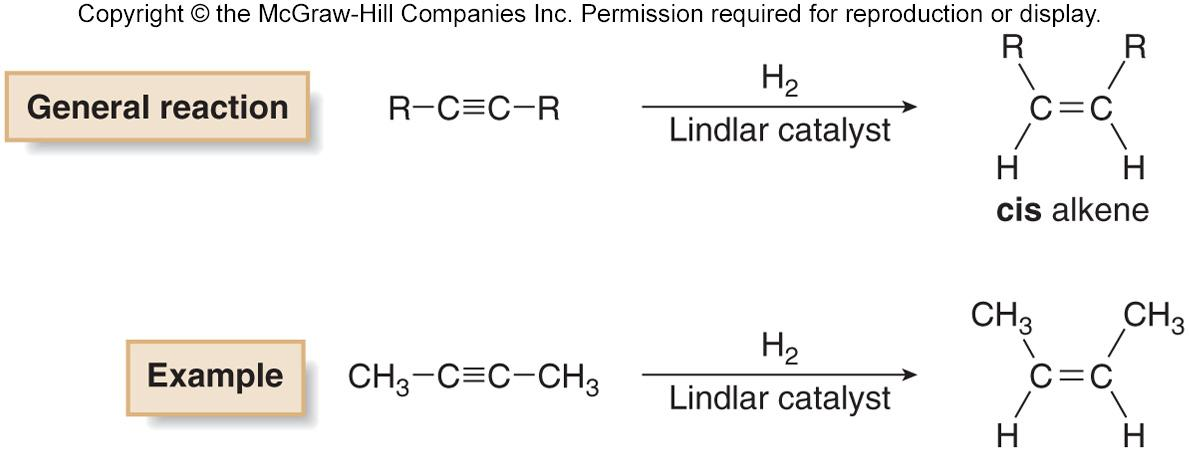 Copyright © the McGraw-Hill Companies Inc. Permission required for reproduction or display.
General reaction
R–C≡C–R
H₂
Lindlar catalyst
R R
C=C
H H
cis alkene
Example
CH₃–C≡C–CH₃
H₂
Lindlar catalyst
CH₃ CH₃
C=C
H H